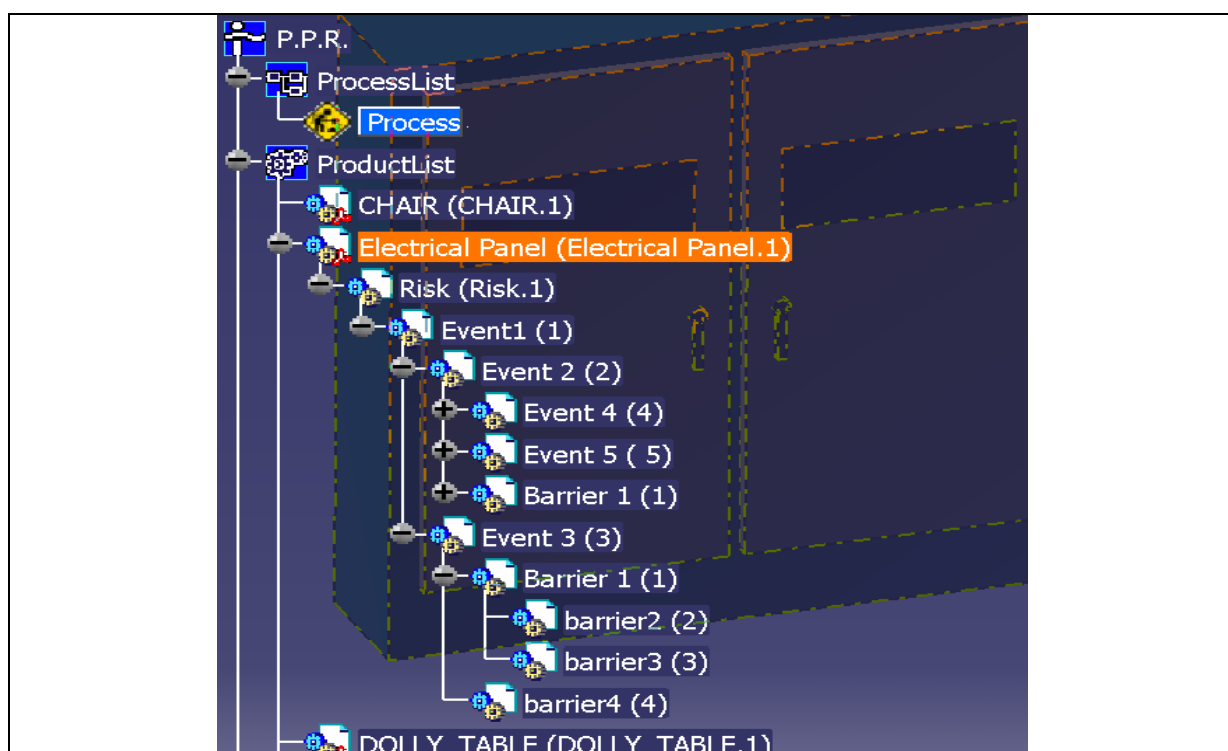 P.P.R.
ProcessList
Process
ProductList
CHAIR (CHAIR.1)
Electrical Panel (Electrical Panel.1)
Risk (Risk.1)
Event1 (1)
Event 2 (2)
Event 4 (4)
Event 5 ( 5)
Barrier 1 (1)
Event 3 (3)
Barrier 1 (1)
barrier2 (2)
barrier3 (3)
barrier4 (4)
DOLLY_TABLE (DOLLY_TABLE.1)